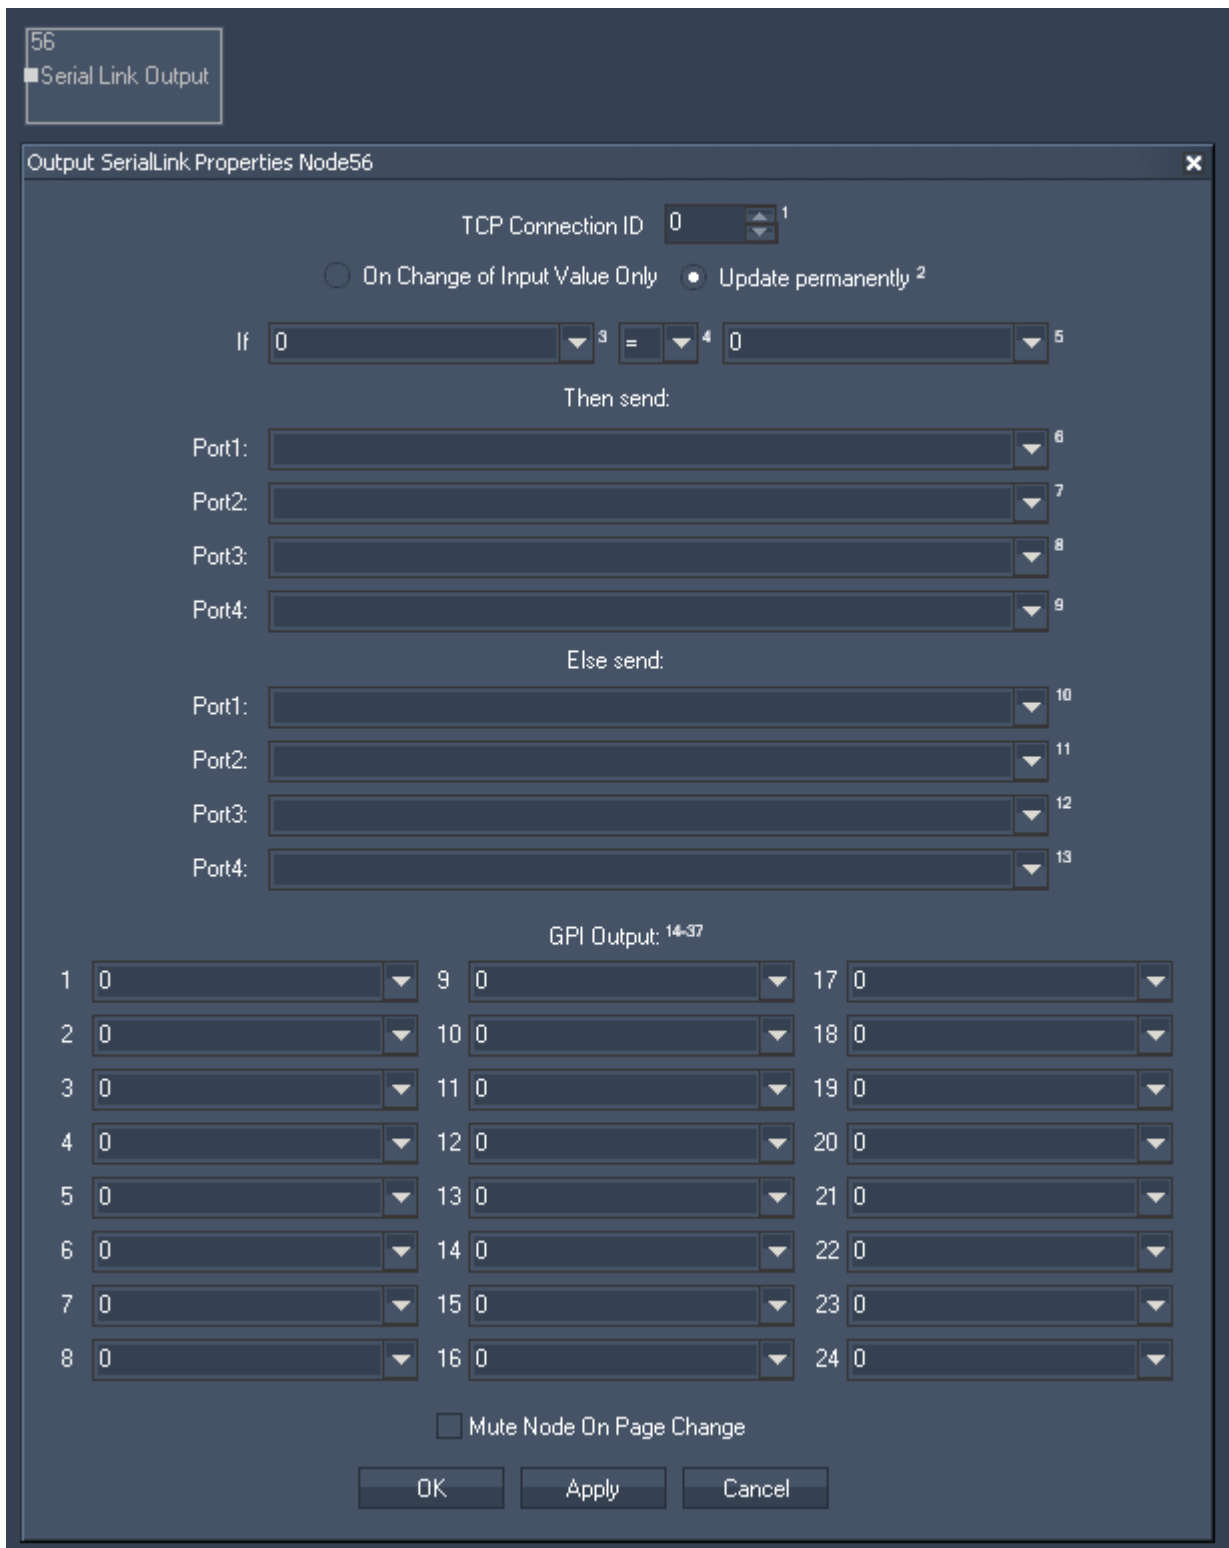 56
Serial Link Output
Output SerialLink Properties Node56
TCP Connection ID 0 1
On Change of Input Value Only Update permanently 2
If 0 3 = 4 0 5
Then send:
Port1: 6
Port2: 7
Port3: 8
Port4: 9
Else send:
Port1: 10
Port2: 11
Port3: 12
Port4: 13
GPI Output: 14-37
1 0 9 0 17 0
2 0 10 0 18 0
3 0 11 0 19 0
4 0 12 0 20 0
5 0 13 0 21 0
6 0 14 0 22 0
7 0 15 0 23 0
8 0 16 0 24 0
Mute Node On Page Change
OK Apply Cancel